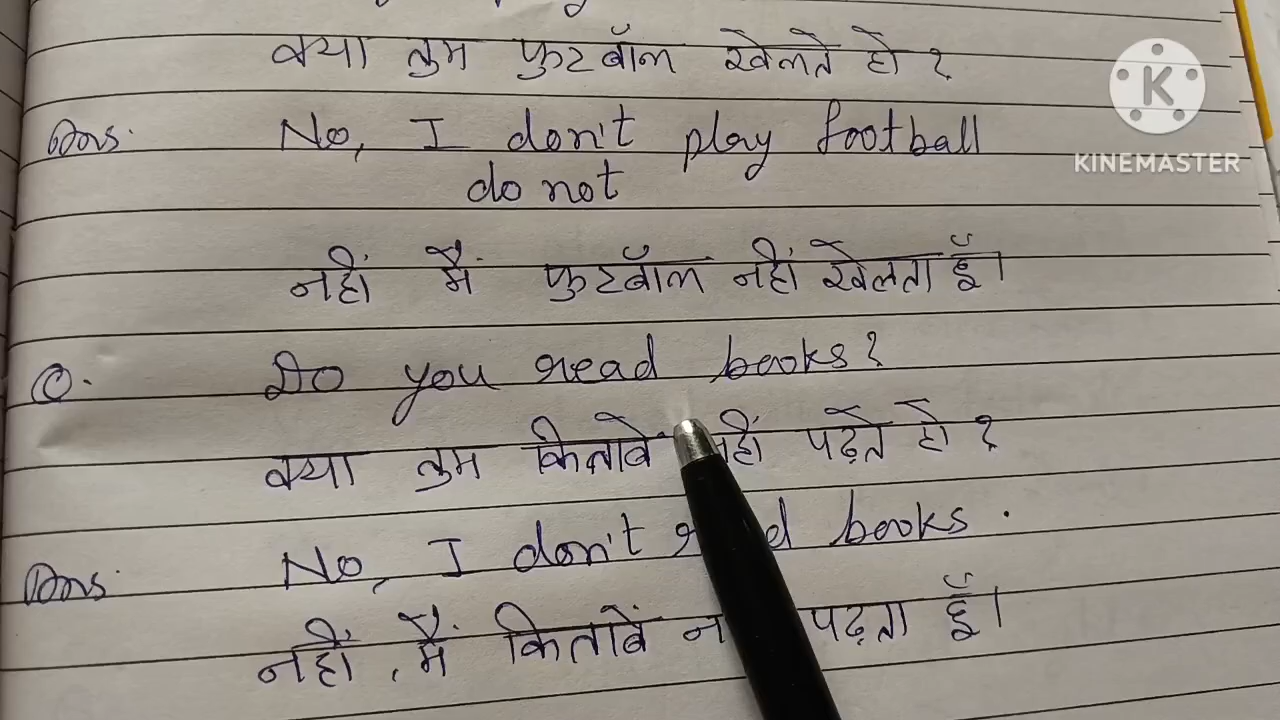 क्या तुम फुटबॉल खेलते हो ?
Ans. No, I don't play football
do not
नहीं मैं फुटबॉल नहीं खेलता हूँ।
Q. Do you read books?
क्या तुम किताबें नहीं पढ़ते हो ?
Ans. No, I don't read books.
नहीं, मैं किताबें पढ़ता हूँ।
K
KINEMASTER